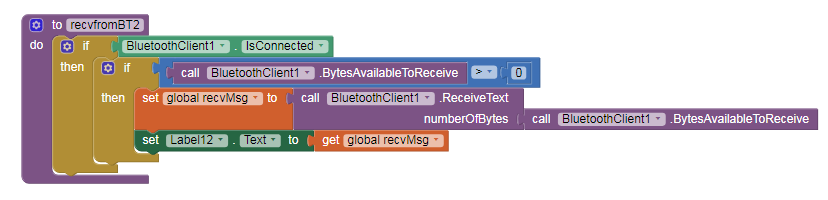 to recvfromBT2
do if BluetoothClient1 . IsConnected
then if call BluetoothClient1 .BytesAvailableToReceive > 0
then set global recvMsg to call BluetoothClient1 .ReceiveText
numberOfBytes call BluetoothClient1 .BytesAvailableToReceive
set Label12 . Text to get global recvMsg